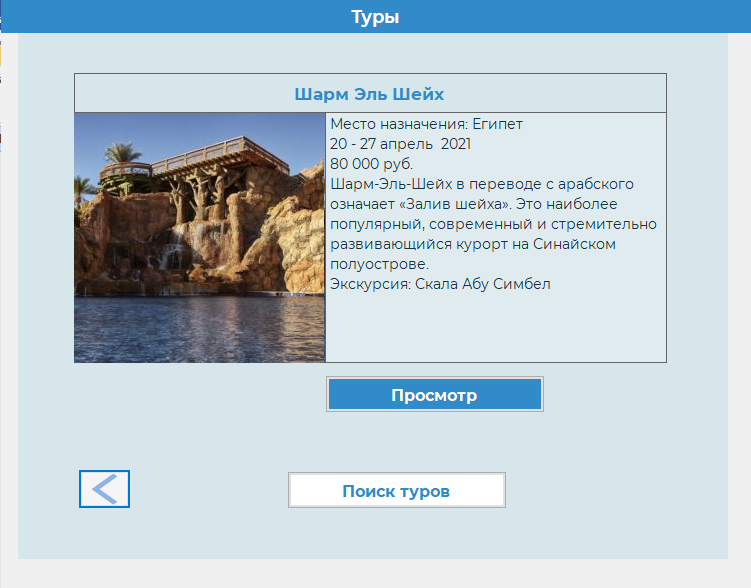 Туры
Шарм Эль Шейх
Место назначения: Египет
20 - 27 апрель  2021
80 000 руб.
Шарм-Эль-Шейх в переводе с арабского
означает «Залив шейха». Это наиболее
популярный, современный и стремительно
развивающийся курорт на Синайском
полуострове.
Экскурсия: Скала Абу Симбел
Просмотр
Поиск туров